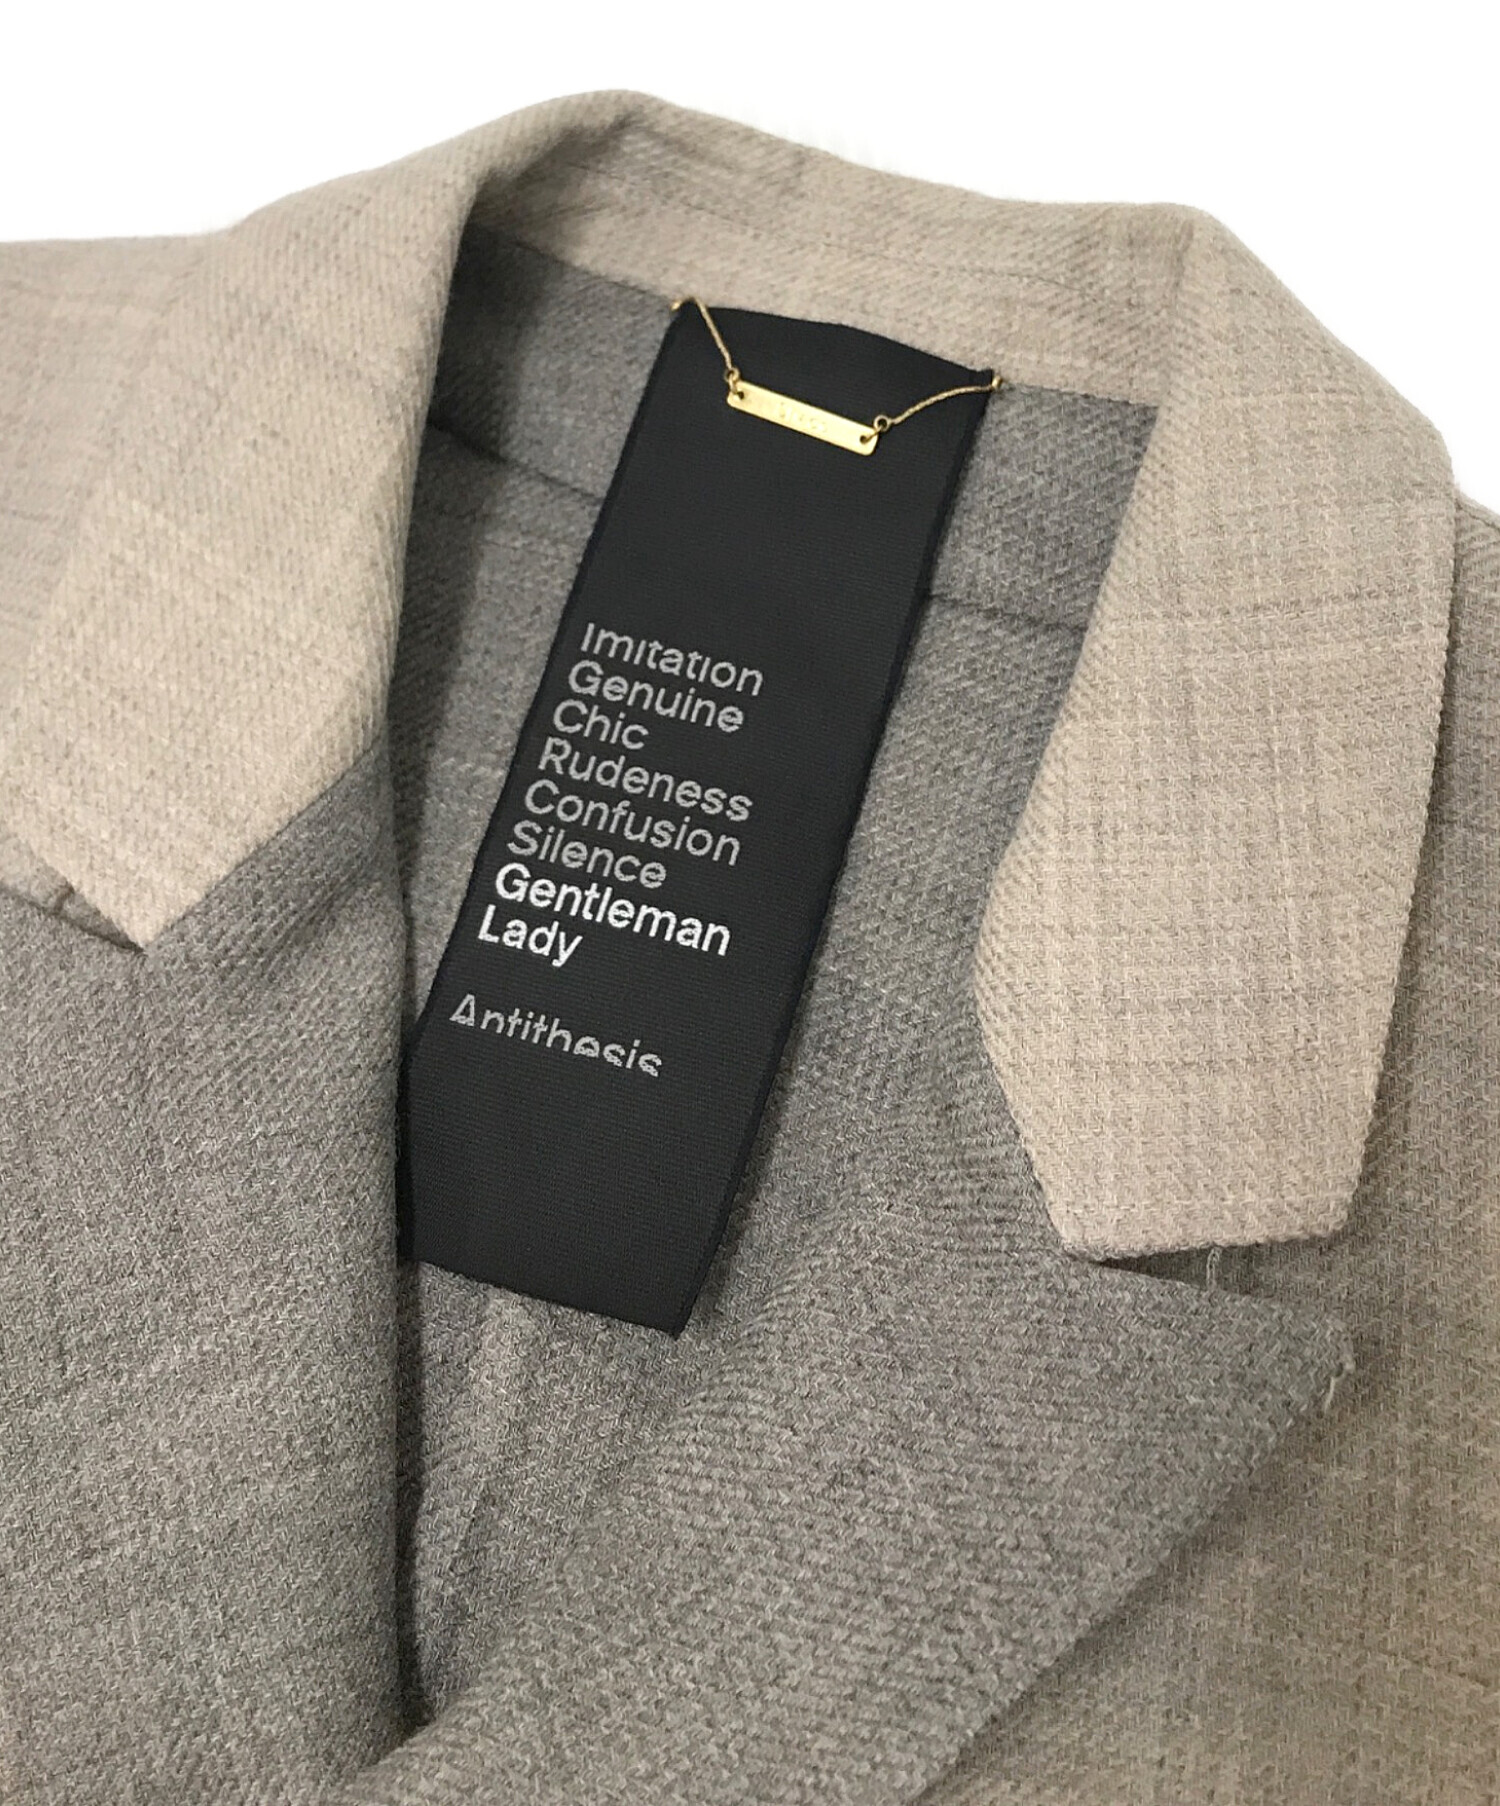 Imitation
Genuine
Chic
Rudeness
Confusion
Silence
Gentleman
Lady
Antithesis